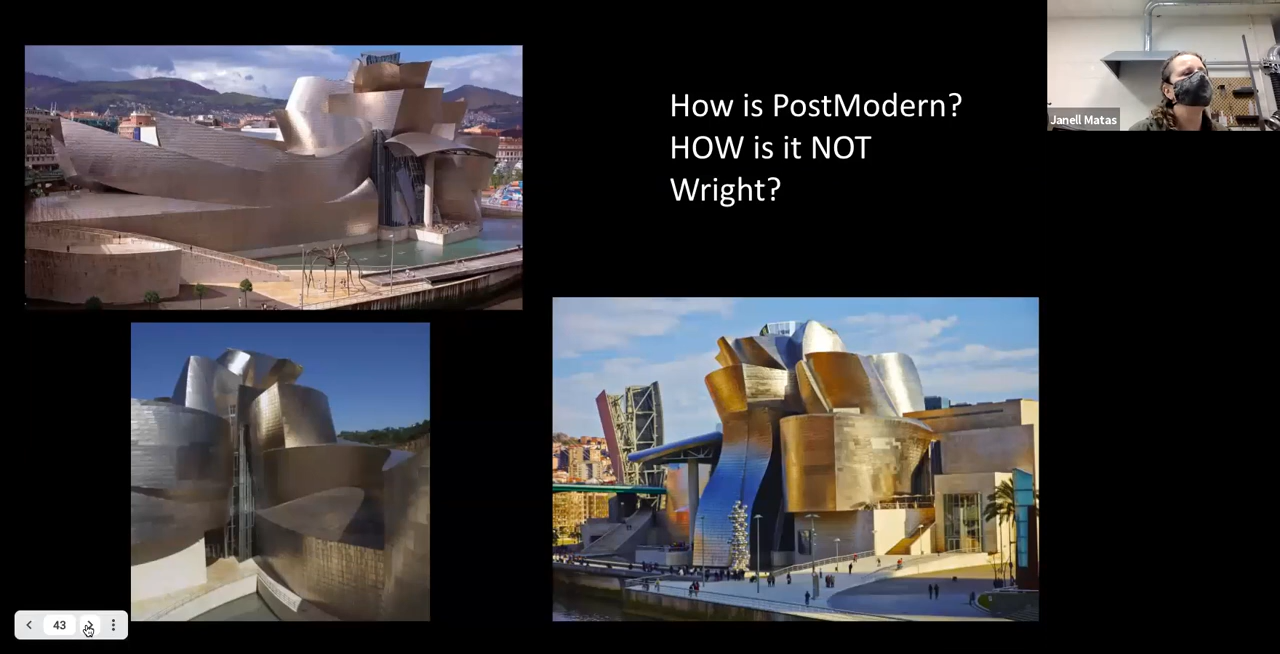 How is PostModern?
HOW is it NOT
Wright?
Janell Matas
43